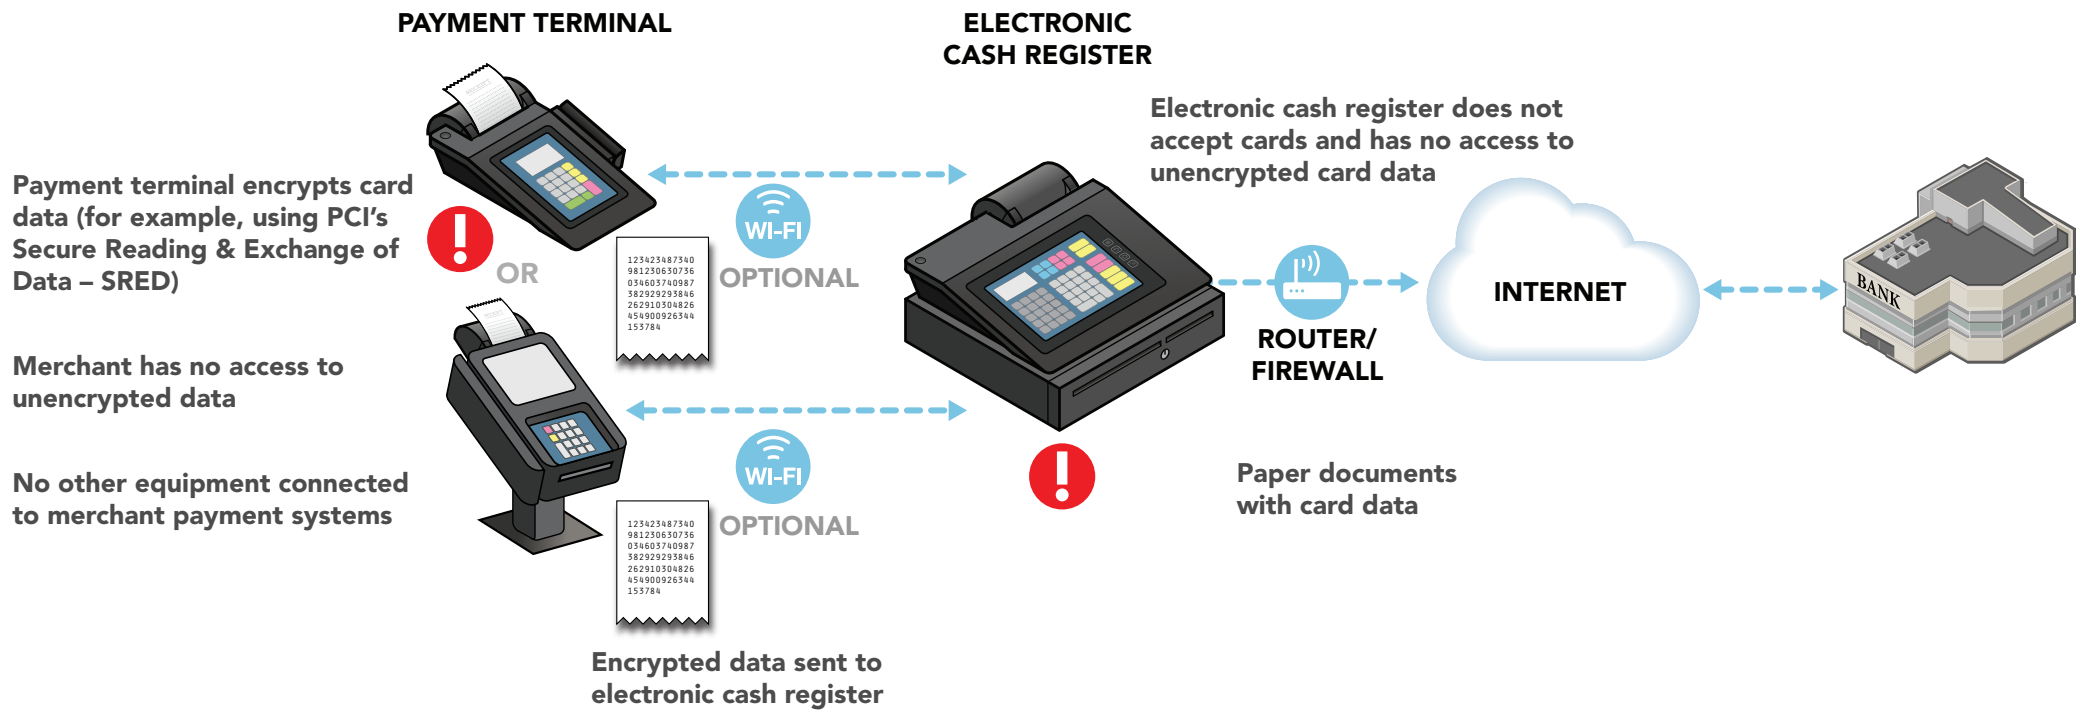 PAYMENT TERMINAL
ELECTRONIC
CASH REGISTER
Electronic cash register does not
accept cards and has no access to
unencrypted card data
Payment terminal encrypts card
data (for example, using PCI’s
Secure Reading & Exchange of
Data – SRED)
OR
WI-FI
OPTIONAL
123423487340
981230630736
034603740987
382929293846
262910304826
454900926344
153784
INTERNET
BANK
ROUTER/
FIREWALL
Merchant has no access to
unencrypted data
WI-FI
OPTIONAL
No other equipment connected
to merchant payment systems
Paper documents
with card data
123423487340
981230630736
034603740987
382929293846
262910304826
454900926344
153784
Encrypted data sent to
electronic cash register